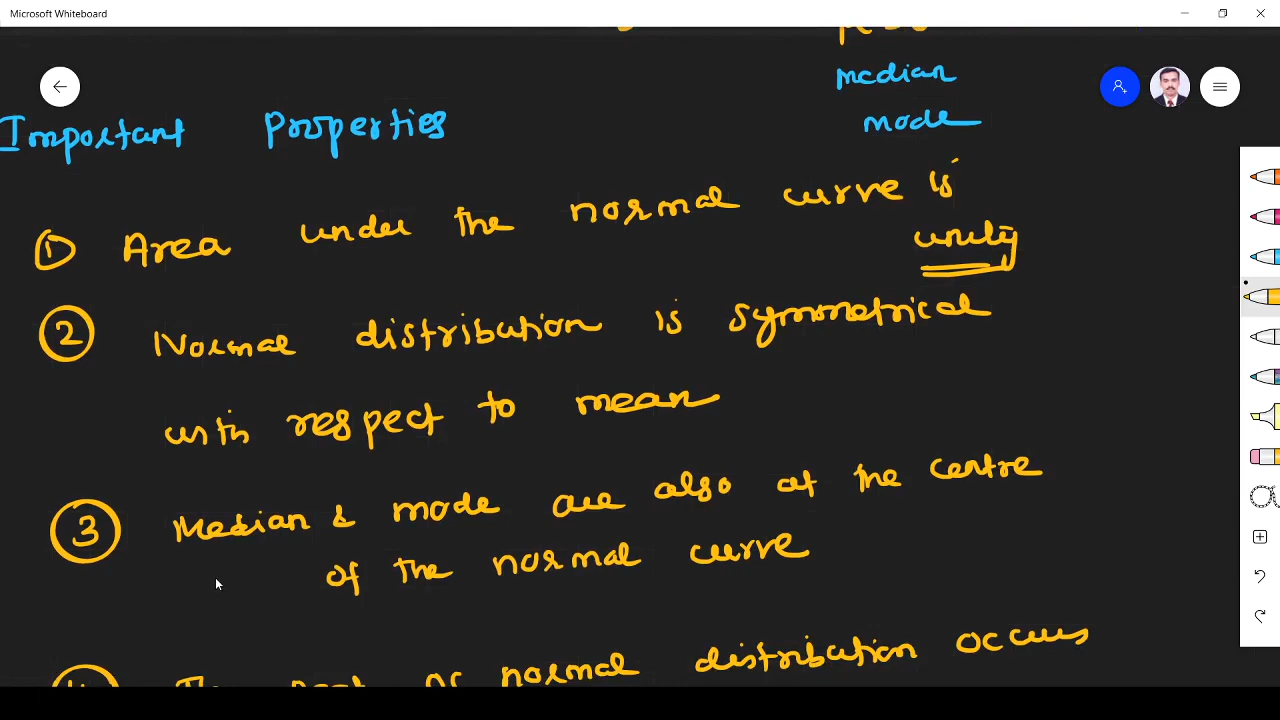 Microsoft Whiteboard
median
mode
Important Properties
① Area under the normal curve is
unity
② Normal distribution is symmetrical
with respect to mean
③ Median & mode are also at the centre
of the normal curve
of normal distribution occurs